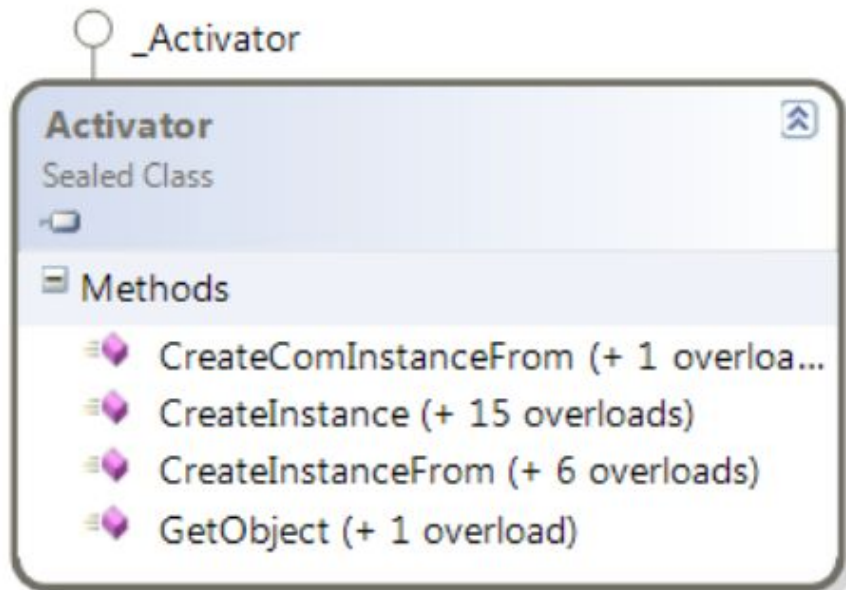 _Activator
Activator
Sealed Class
Methods
CreateComInstanceFrom (+ 1 overloa...
CreateInstance (+ 15 overloads)
CreateInstanceFrom (+ 6 overloads)
GetObject (+ 1 overload)